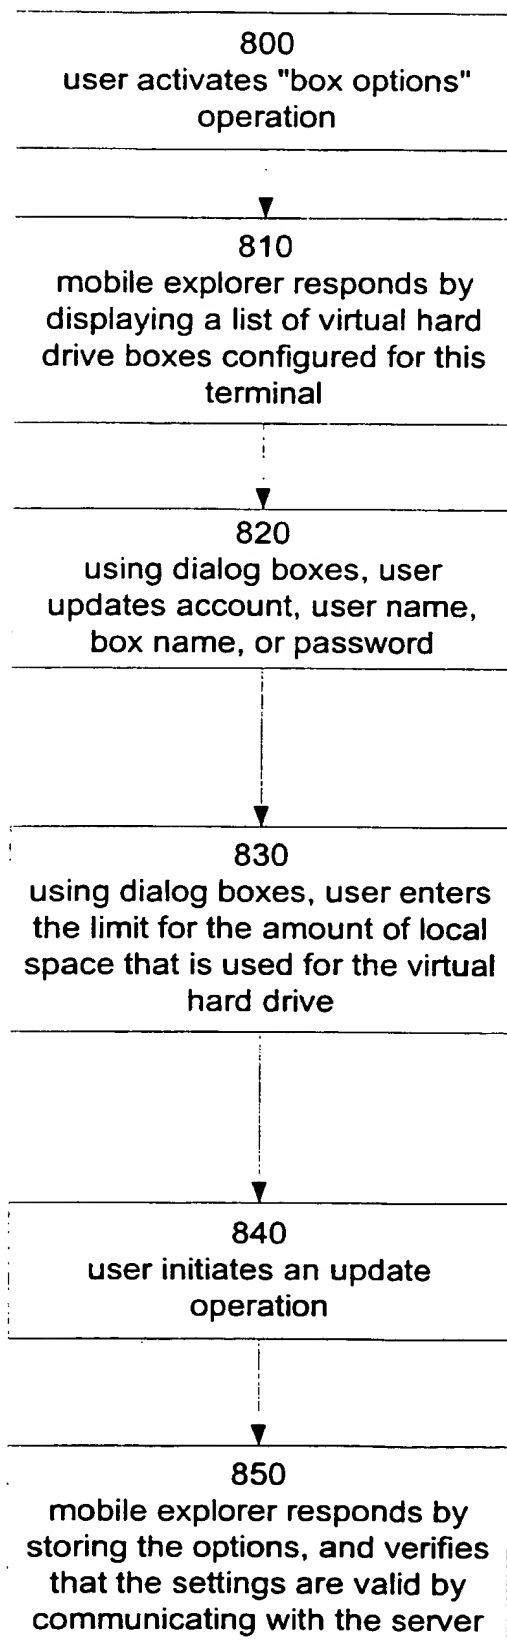 800
user activates "box options"
operation
810
mobile explorer responds by
displaying a list of virtual hard
drive boxes configured for this
terminal
820
using dialog boxes, user
updates account, user name,
box name, or password
830
using dialog boxes, user enters
the limit for the amount of local
space that is used for the virtual
hard drive
840
user initiates an update
operation
850
mobile explorer responds by
storing the options, and verifies
that the settings are valid by
communicating with the server